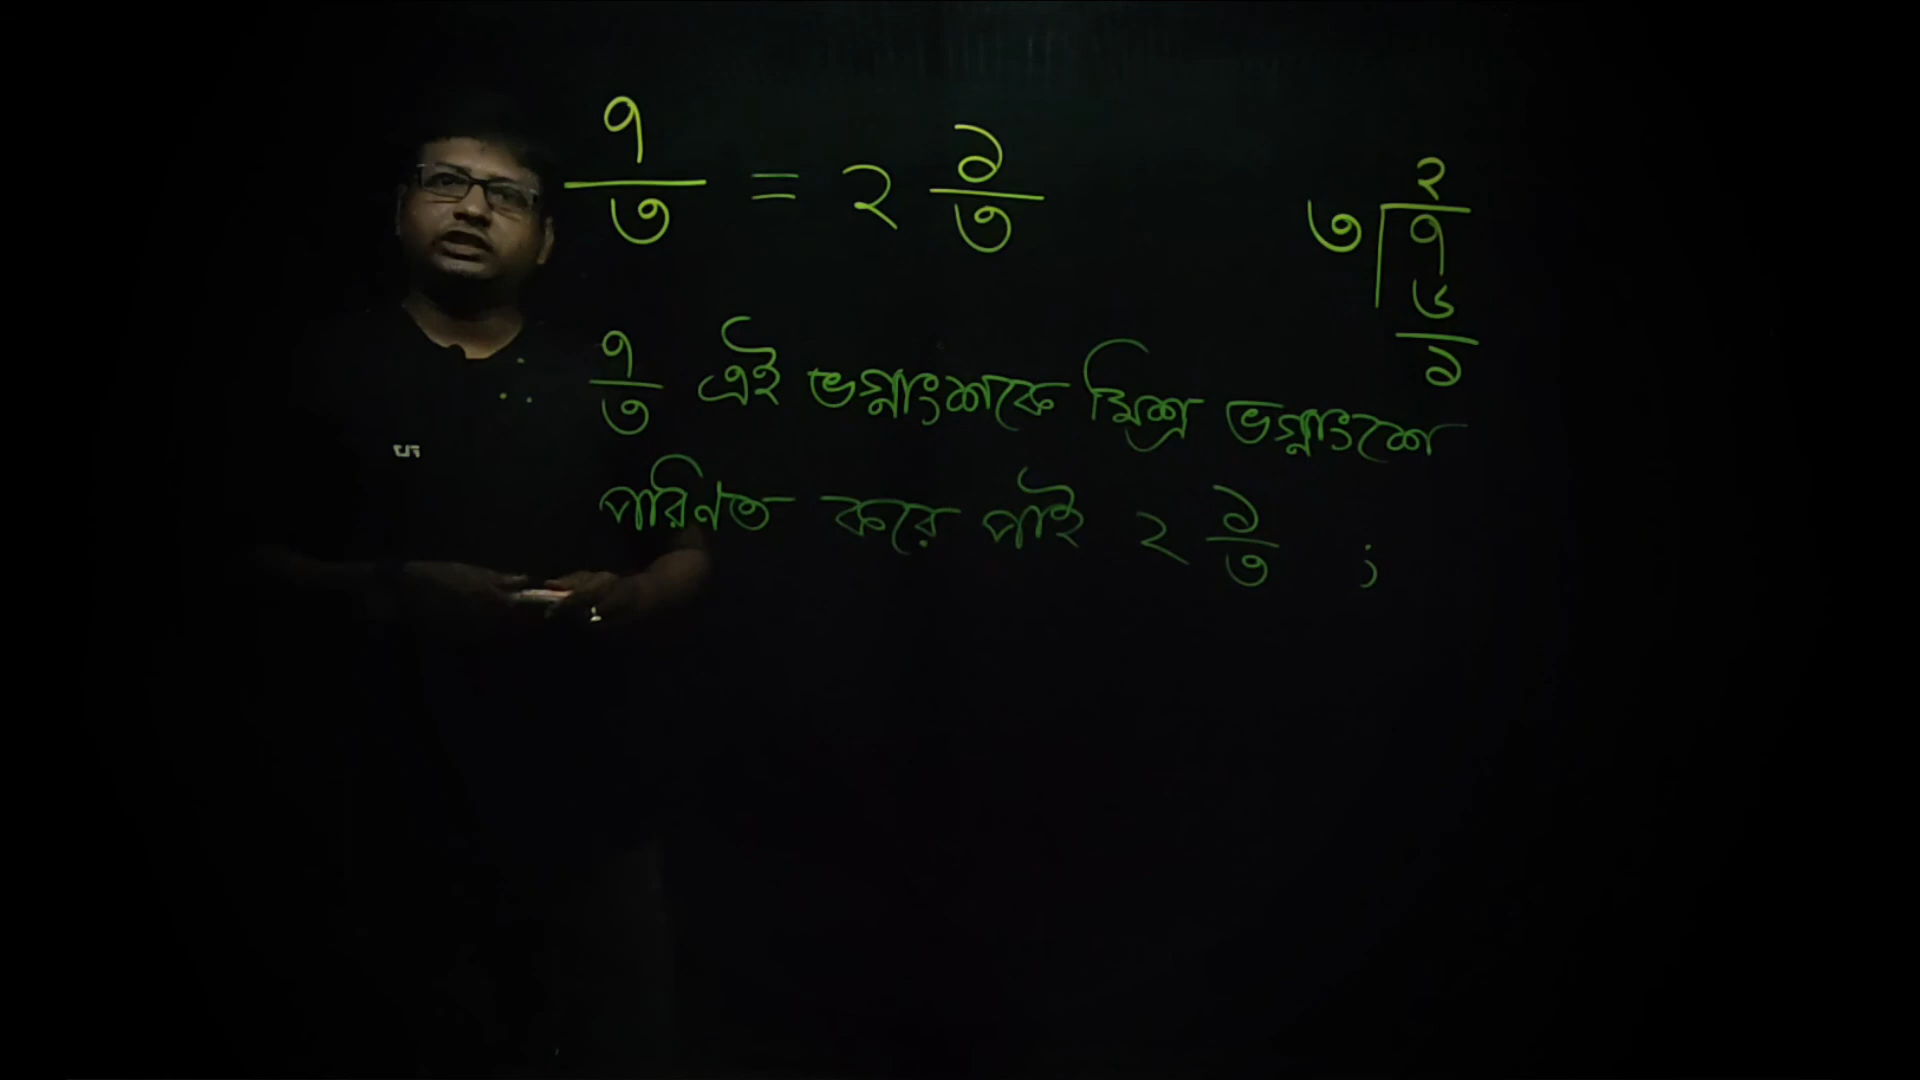 ৭/৩ = ২ ১/৩
২
৩ ৭
৬
১
৭/৩ এই ভগ্নাংশকে মিশ্র ভগ্নাংশে
পরিণত করে পাই ২ ১/৩ ;